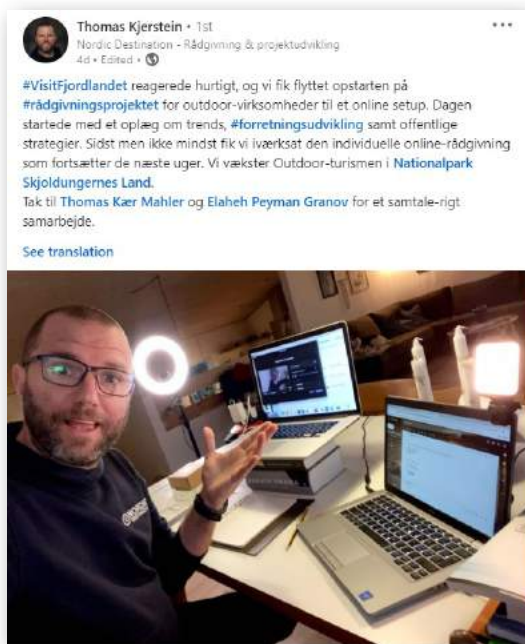 Thomas Kjerstein • 1st
Nordic Destination - Rådgivning & projektudvikling
4d • Edited •
#VisitFjordlandet reagerede hurtigt, og vi fik flyttet opstarten på
#rådgivningsprojektet for outdoor-virksomheder til et online setup. Dagen
startede med et oplæg om trends, #forretningsudvikling samt offentlige
strategier. Sidst men ikke mindst fik vi iværksat den individuelle online-rådgivning
som fortsætter de næste uger. Vi vækster Outdoor-turismen i Nationalpark
Skjoldungernes Land.
Tak til Thomas Kær Mahler og Elaheh Peyman Granov for et samtale-rigt
samarbejde.
See translation